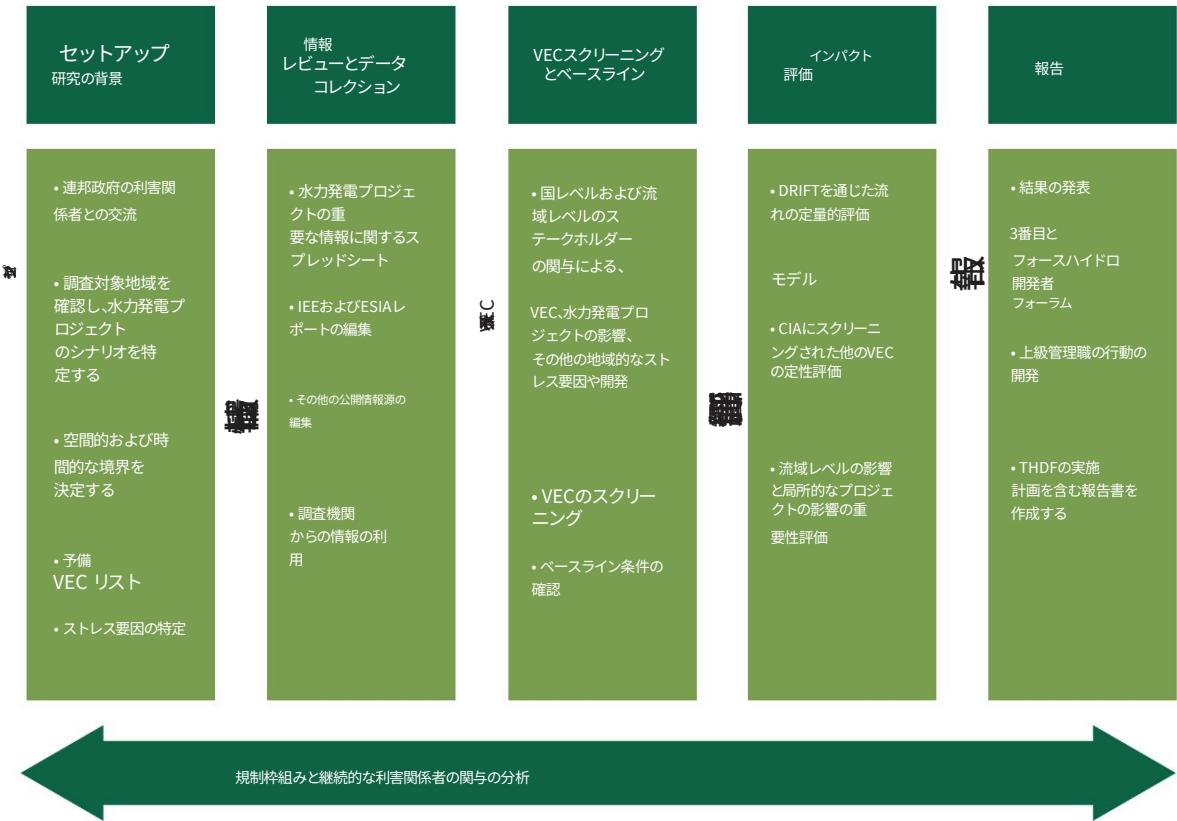 セットアップ
研究の背景
情報
レビューとデータ
コレクション
VECスクリーニング
とベースライン
インパクト
評価
報告
• 連邦政府の利害関
係者との交流
• 調査対象地域を
確認し、水力発電プ
ロジェクト
のシナリオを特
定する
• 空間的および時
間的な境界を
決定する
• 予備
VEC リスト
• ストレス要因の特定
• 水力発電プロジェ
クトの重
要な情報に関するス
プレッドシート
• IEEおよびESIAレ
ポートの編集
• その他の公開情報源の
編集
• 調査機関
からの情報の利
用
• 国レベルおよび流
域レベルのス
テークホルダー
の関与による、
VEC、水力発電プロ
ジェクトの影響、
その他の地域的なスト
レス要因や開発
• VECのスクリー
ニング
• ベースライン条件の
確認
• DRIFTを通じた流
れの定量的評価
モデル
• CIAにスクリーニ
ングされた他のVEC
の定性評価
• 流域レベルの影響
と局所的なプロジェ
クトの影響の重
要性評価
• 結果の発表
3番目と
フォースハイドロ
開発者
フォーラム
• 上級管理職の行動の
開発
• THDFの実施
計画を含む報告書を
作成する
規制枠組みと継続的な利害関係者の関与の分析